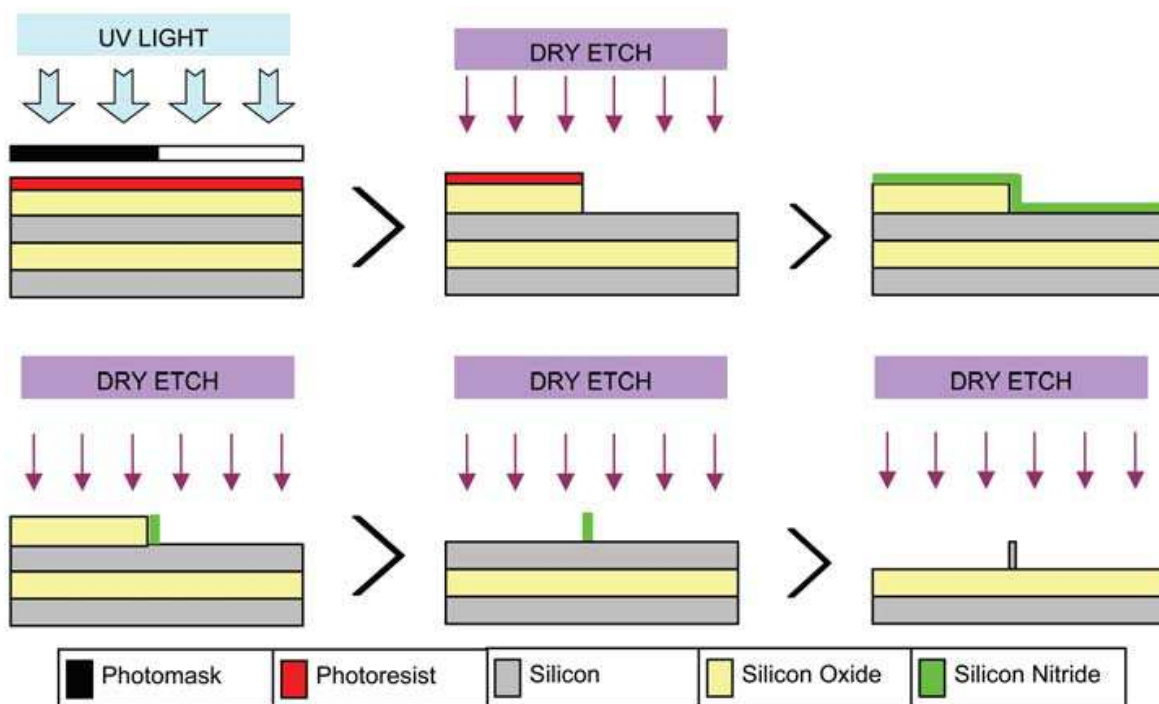 UV LIGHT
DRY ETCH
DRY ETCH
DRY ETCH
DRY ETCH
Photomask
Photoresist
Silicon
Silicon Oxide
Silicon Nitride